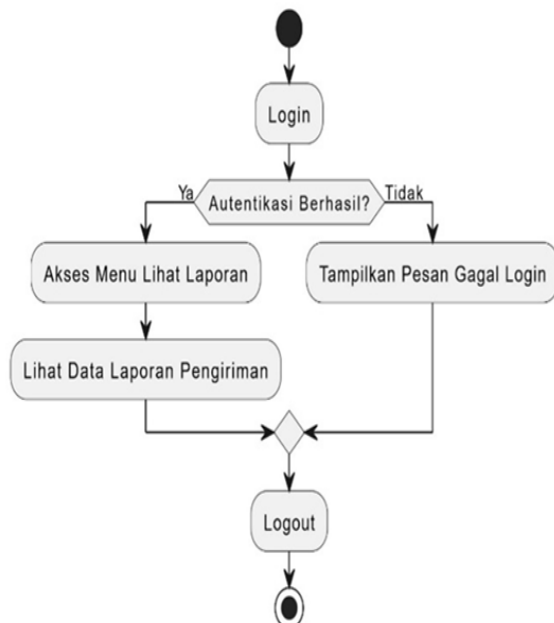 Login
Ya
Autentikasi Berhasil?
Tidak
Akses Menu Lihat Laporan
Tampilkan Pesan Gagal Login
Lihat Data Laporan Pengiriman
Logout